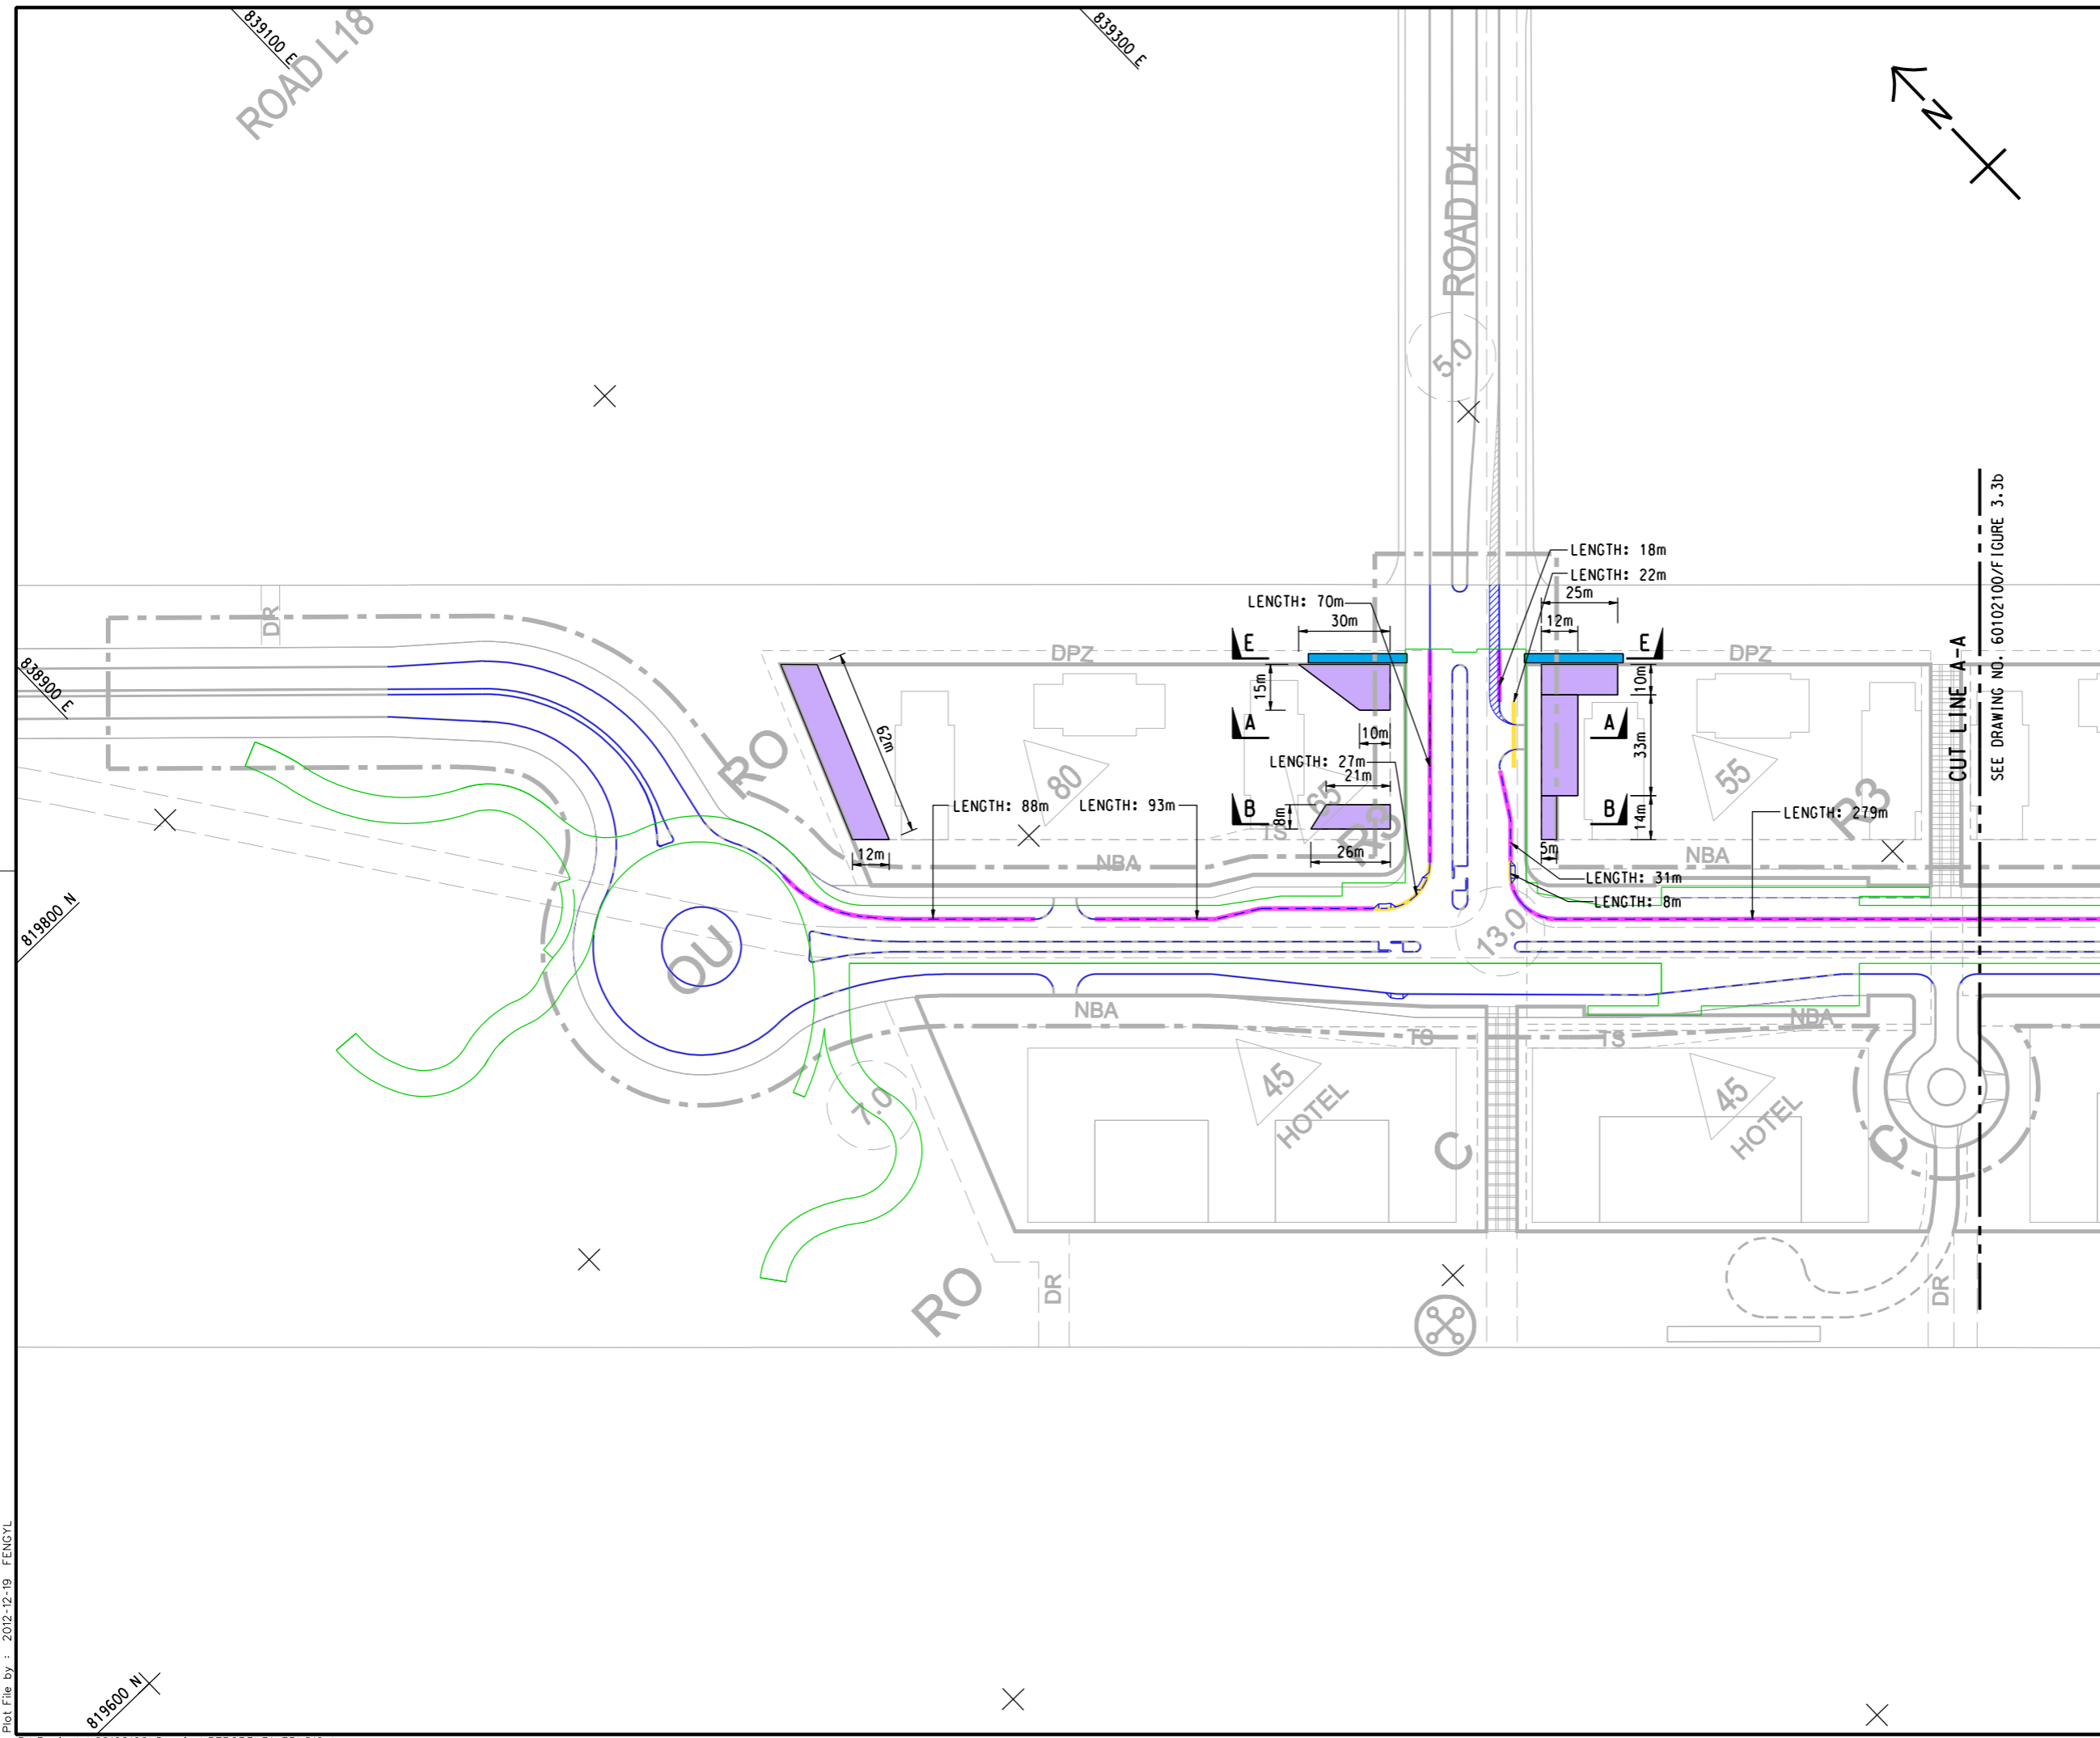 839100 E
839300 E
ROAD L18
N
ROAD D4
5.0
SEE DRAWING NO. 60102100/FIGURE 3.3b
CUT LINE A-A
LENGTH: 18m
LENGTH: 22m
25m
12m
LENGTH: 70m
30m
DR
E
E
DPZ
DPZ
838900 E
15m
10m
A
A
62m
10m
33m
RO
80
LENGTH: 27m
21m
65
55
R3
R3
B
B
8m
14m
LENGTH: 88m
LENGTH: 93m
LENGTH: 279m
TS
12m
26m
5m
NBA
NBA
LENGTH: 31m
LENGTH: 8m
819800 N
OU
13.0
NBA
NBA
TS
TS
7.0
45
HOTEL
45
HOTEL
C
C
RO
DR
DR
Plot File by : 2012-12-19 FENGYL
819600 N